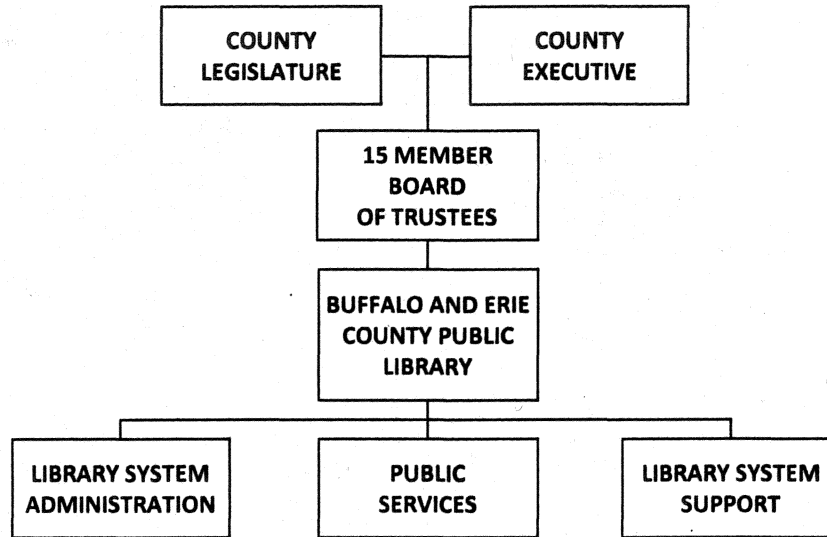 COUNTY
LEGISLATURE
COUNTY
EXECUTIVE
15 MEMBER
BOARD
OF TRUSTEES
BUFFALO AND ERIE
COUNTY PUBLIC
LIBRARY
LIBRARY SYSTEM
ADMINISTRATION
PUBLIC
SERVICES
LIBRARY SYSTEM
SUPPORT